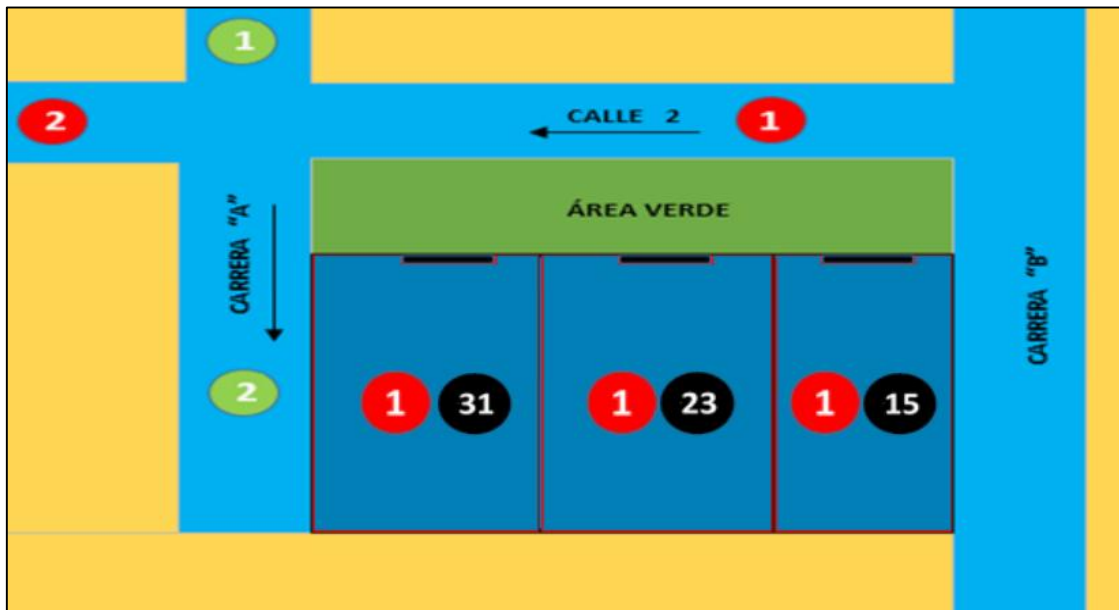 1
2
CALLE 2
1
ÁREA VERDE
CARRERA "A"
CARRERA "B"
2
1 31
1 23
1 15